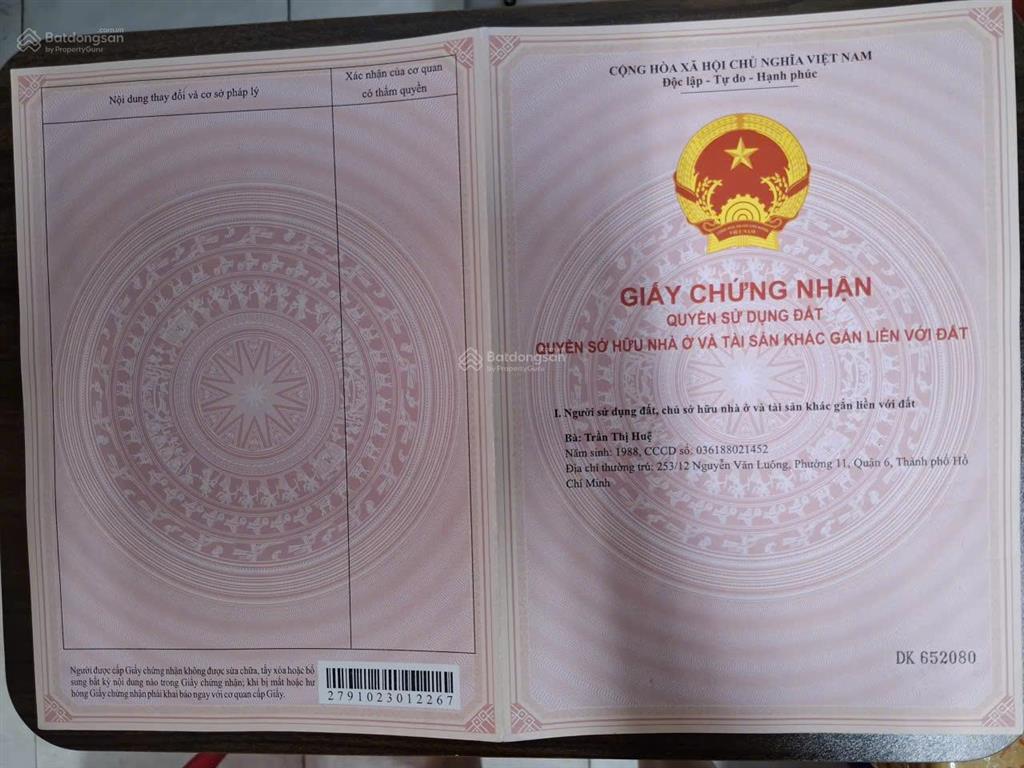 Batdongsan
.com.vn
by PropertyGuru
Nội dung thay đổi và cơ sở pháp lý
Xác nhận của cơ quan
có thẩm quyền
Người được cấp Giấy chứng nhận không được sửa chữa, tẩy xóa hoặc bổ
sung bất kỳ nội dung nào trong Giấy chứng nhận; khi bị mất hoặc hư
hỏng Giấy chứng nhận phải khai báo ngay với cơ quan cấp Giấy.
2791023012267
CỘNG HÒA XÃ HỘI CHỦ NGHĨA VIỆT NAM
Độc lập - Tự do - Hạnh phúc
VIỆT NAM
GIẤY CHỨNG NHẬN
QUYỀN SỬ DỤNG ĐẤT
QUYỀN SỞ HỮU NHÀ Ở VÀ TÀI SẢN KHÁC GẮN LIỀN VỚI ĐẤT
Batdongsan
by PropertyGuru
I. Người sử dụng đất, chủ sở hữu nhà ở và tài sản khác gắn liền với đất
Bà: Trần Thị Huệ
Năm sinh: 1988, CCCD số: 036188021452
Địa chỉ thường trú: 253/12 Nguyễn Văn Luông, Phường 11, Quận 6, Thành phố Hồ
Chí Minh
DK 652080